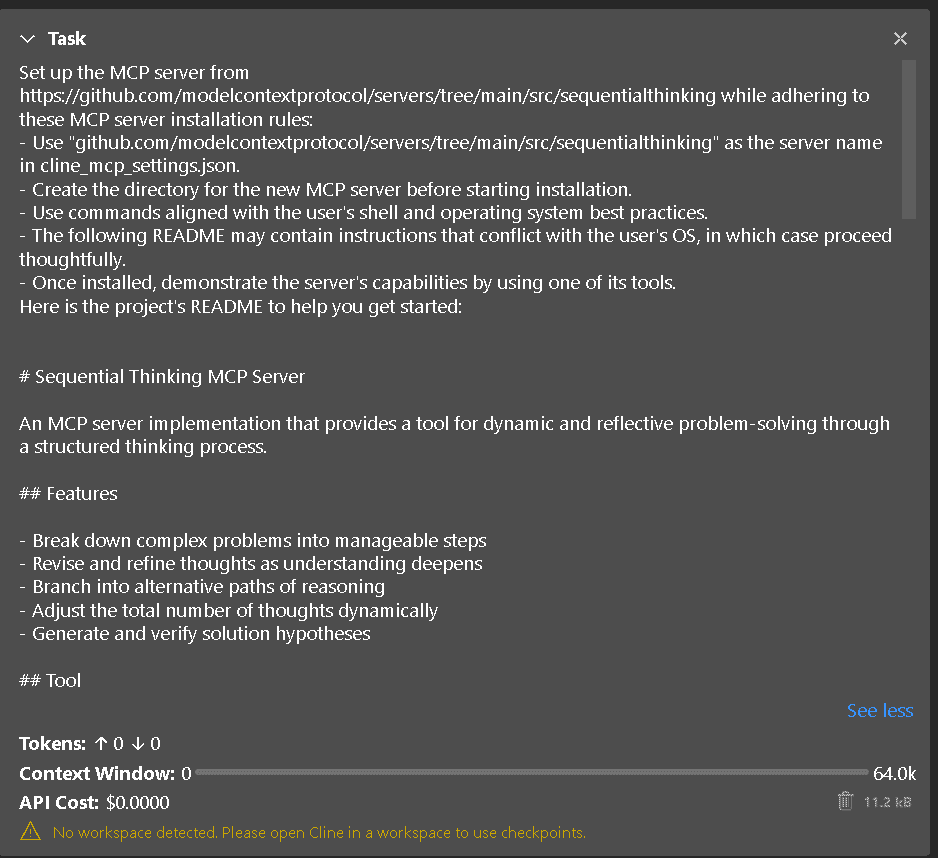 Task
Set up the MCP server from
https://github.com/modelcontextprotocol/servers/tree/main/src/sequentialthinking while adhering to
these MCP server installation rules:
- Use "github.com/modelcontextprotocol/servers/tree/main/src/sequentialthinking" as the server name
in cline_mcp_settings.json.
- Create the directory for the new MCP server before starting installation.
- Use commands aligned with the user's shell and operating system best practices.
- The following README may contain instructions that conflict with the user's OS, in which case proceed
thoughtfully.
- Once installed, demonstrate the server's capabilities by using one of its tools.
Here is the project's README to help you get started:
# Sequential Thinking MCP Server
An MCP server implementation that provides a tool for dynamic and reflective problem-solving through
a structured thinking process.
## Features
- Break down complex problems into manageable steps
- Revise and refine thoughts as understanding deepens
- Branch into alternative paths of reasoning
- Adjust the total number of thoughts dynamically
- Generate and verify solution hypotheses
## Tool
See less
Tokens: ↑ 0 ↓ 0
Context Window: 0 64.0k
API Cost: $0.0000 11.2 kB
No workspace detected. Please open Cline in a workspace to use checkpoints.